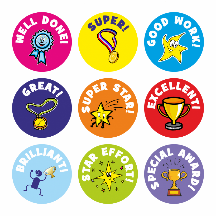 WELL DONE!
SUPER!
GOOD WORK!
GREAT!
SUPER STAR!
EXCELLENT!
BRILLIANT!
STAR EFFORT!
SPECIAL AWARD!